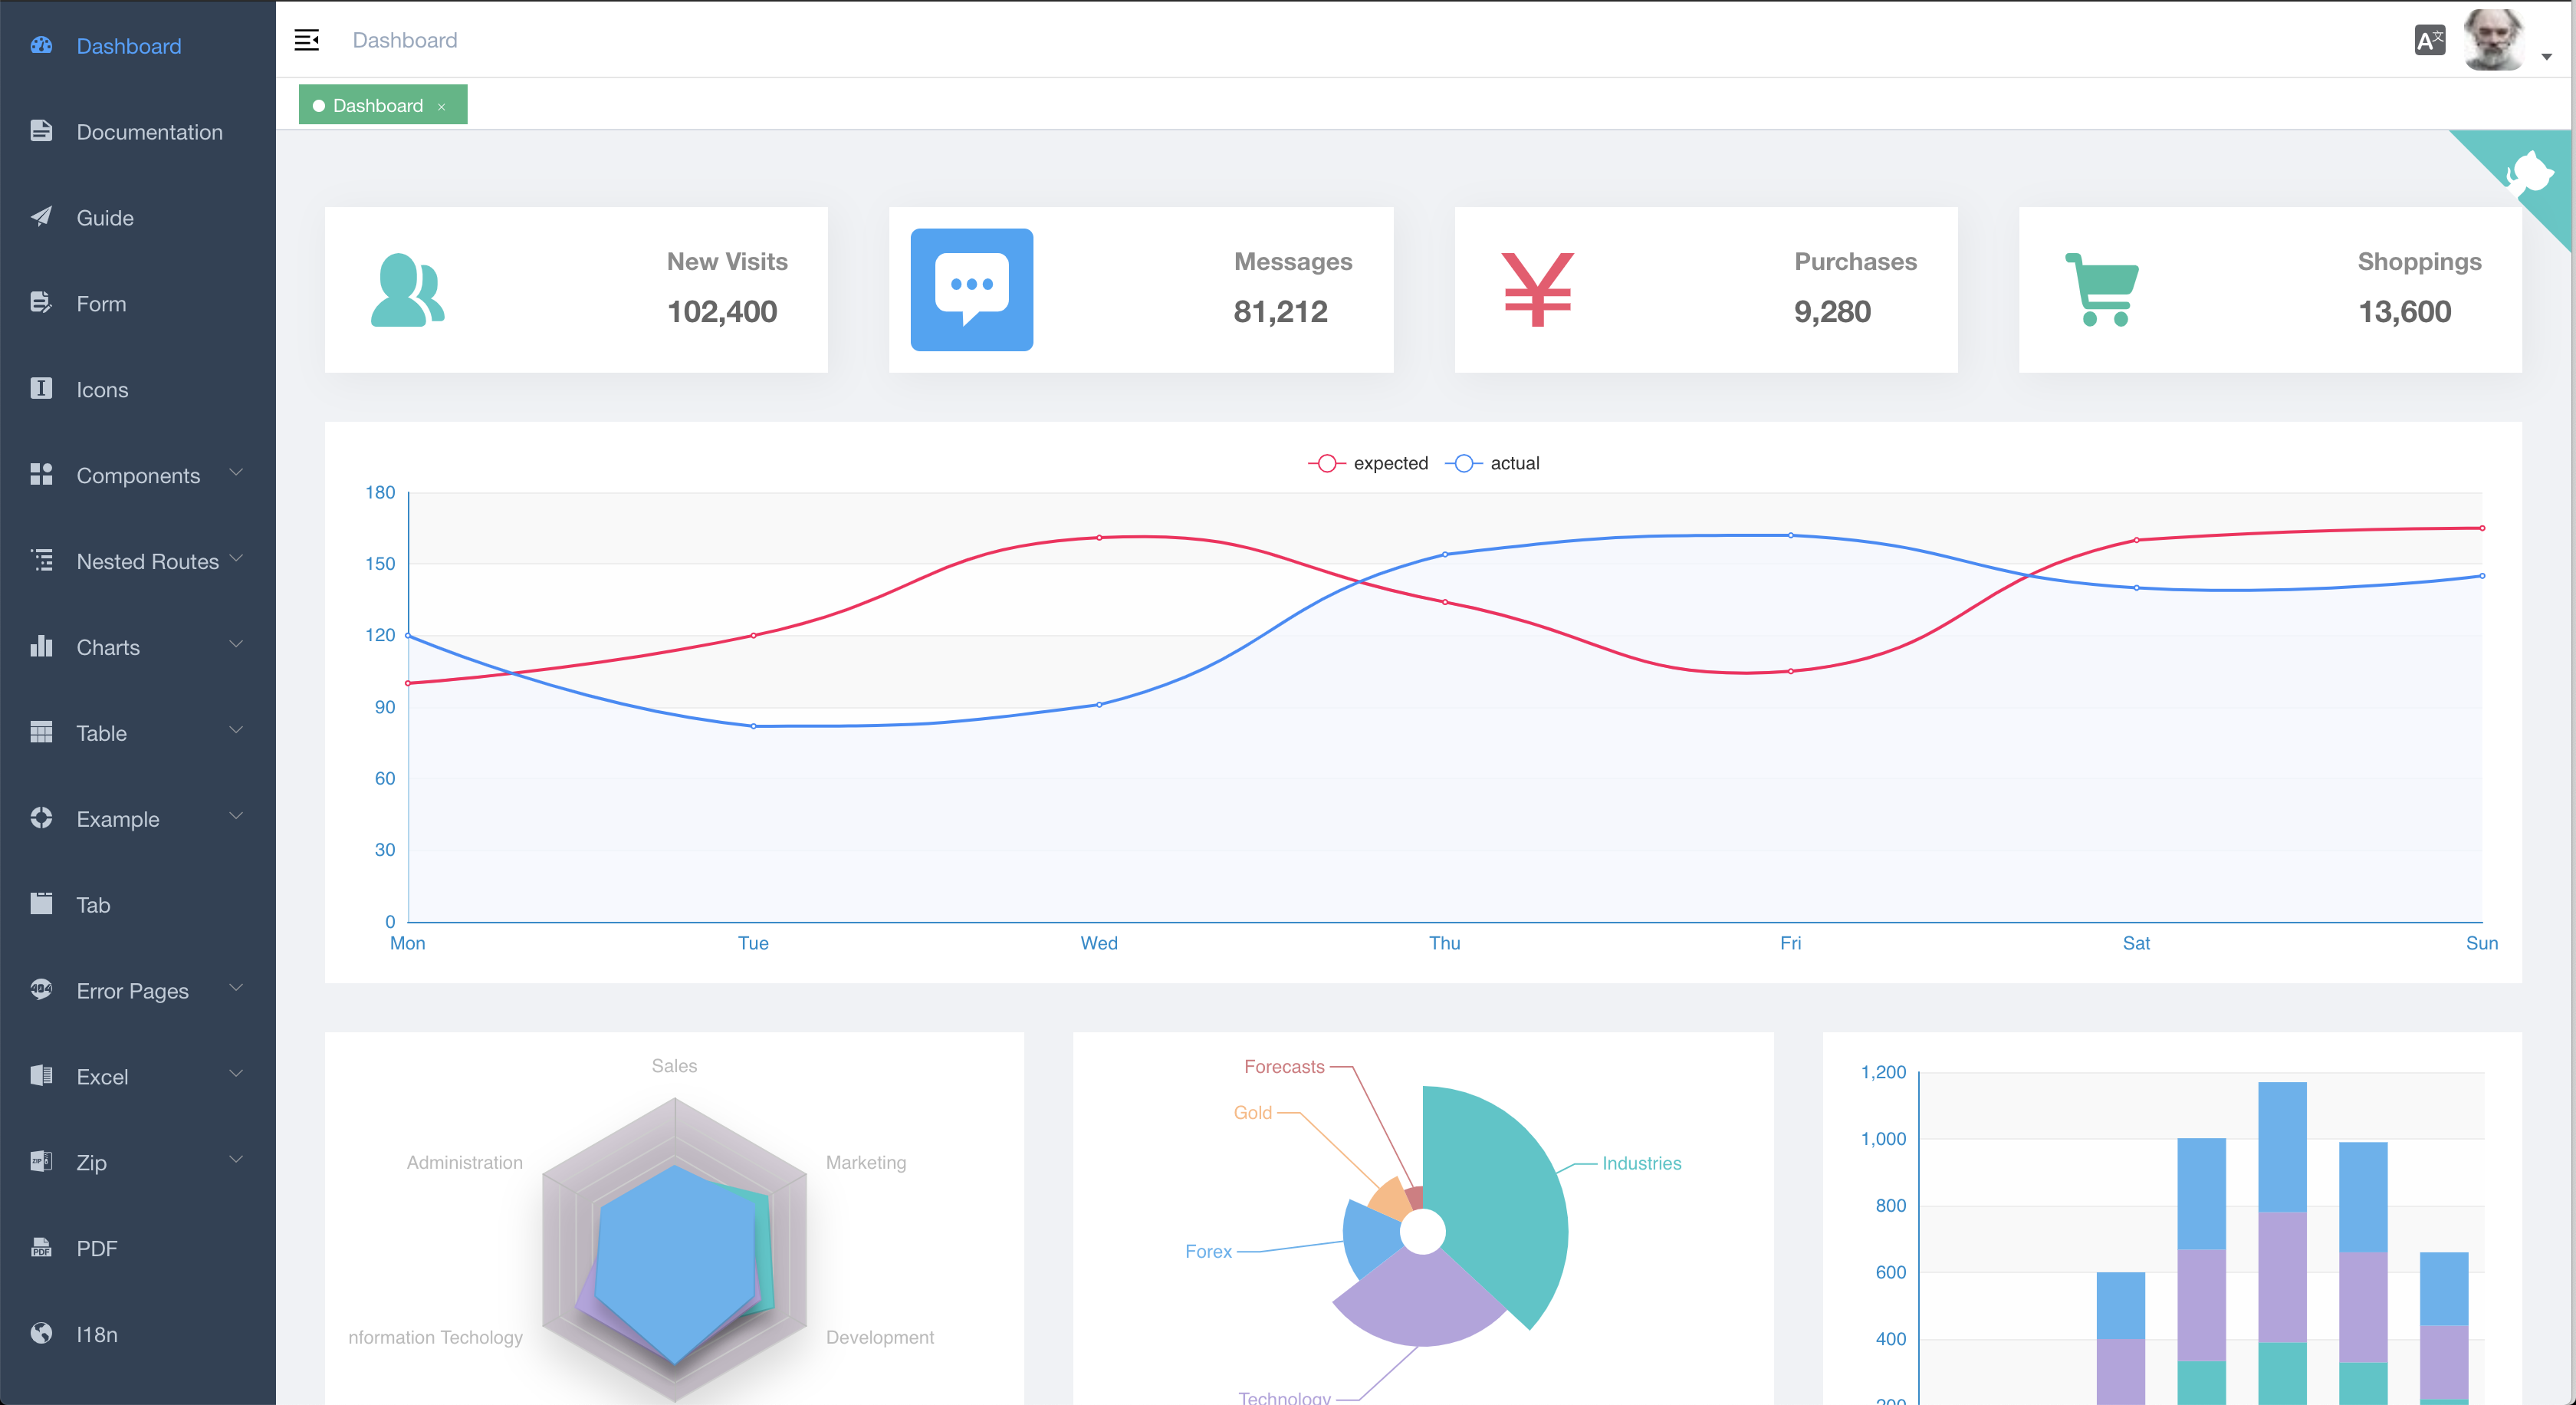 Dashboard
Documentation
Guide
Form
Icons
Components
Nested Routes
Charts
Table
Example
Tab
Error Pages
Excel
Zip
PDF
I18n
Dashboard
Dashboard ×
New Visits
102,400
Messages
81,212
Purchases
9,280
Shoppings
13,600
expected actual
180
150
120
90
60
30
0
Mon Tue Wed Thu Fri Sat Sun
Sales
Administration
Marketing
nformation Techology
Development
Forecasts
Gold
Industries
Forex
Technology
1,200
1,000
800
600
400
200